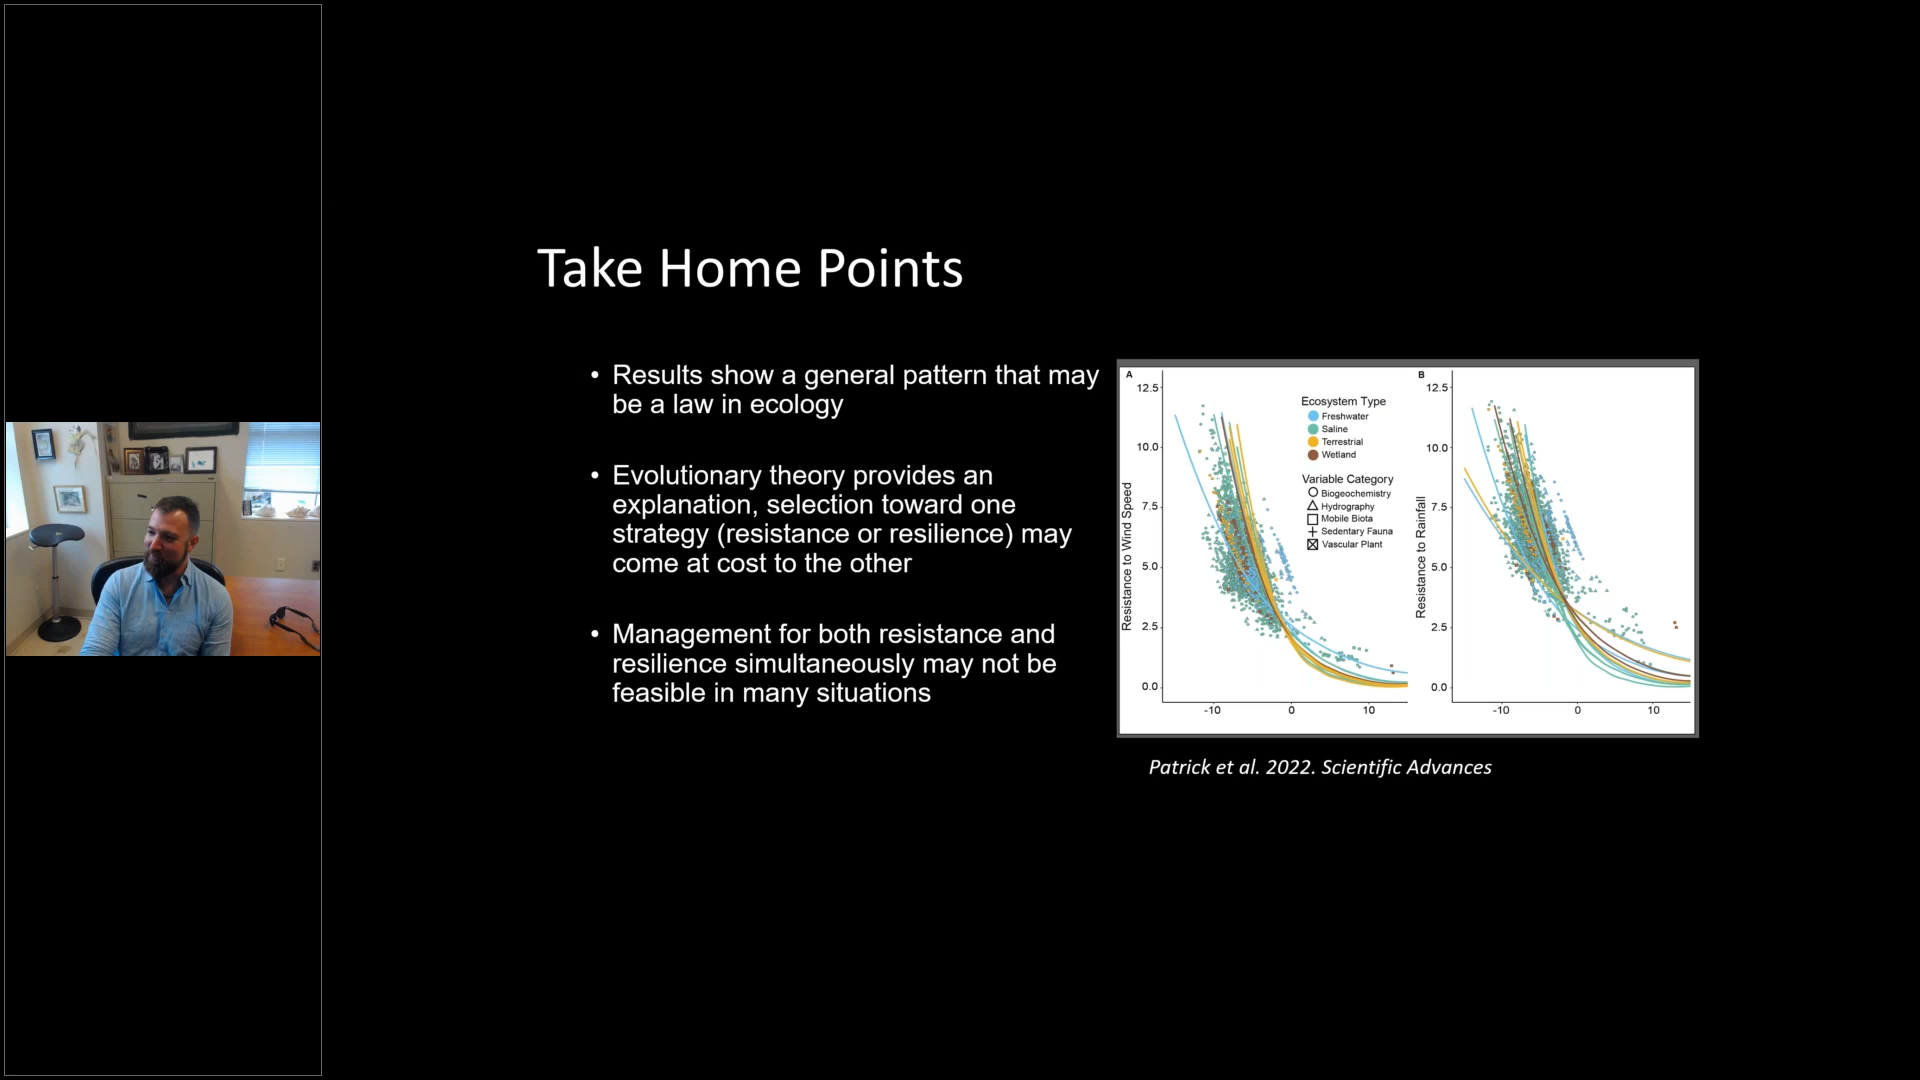 Take Home Points
• Results show a general pattern that may
be a law in ecology
• Evolutionary theory provides an
explanation, selection toward one
strategy (resistance or resilience) may
come at cost to the other
• Management for both resistance and
resilience simultaneously may not be
feasible in many situations
A
12.5
10.0
7.5
5.0
2.5
0.0
Resistance to Wind Speed
-10 0 10
Ecosystem Type
Freshwater
Saline
Terrestrial
Wetland
Variable Category
Biogeochemistry
Hydrography
Mobile Biota
Sedentary Fauna
Vascular Plant
B
12.5
10.0
7.5
5.0
2.5
0.0
Resistance to Rainfall
-10 0 10
Patrick et al. 2022. Scientific Advances